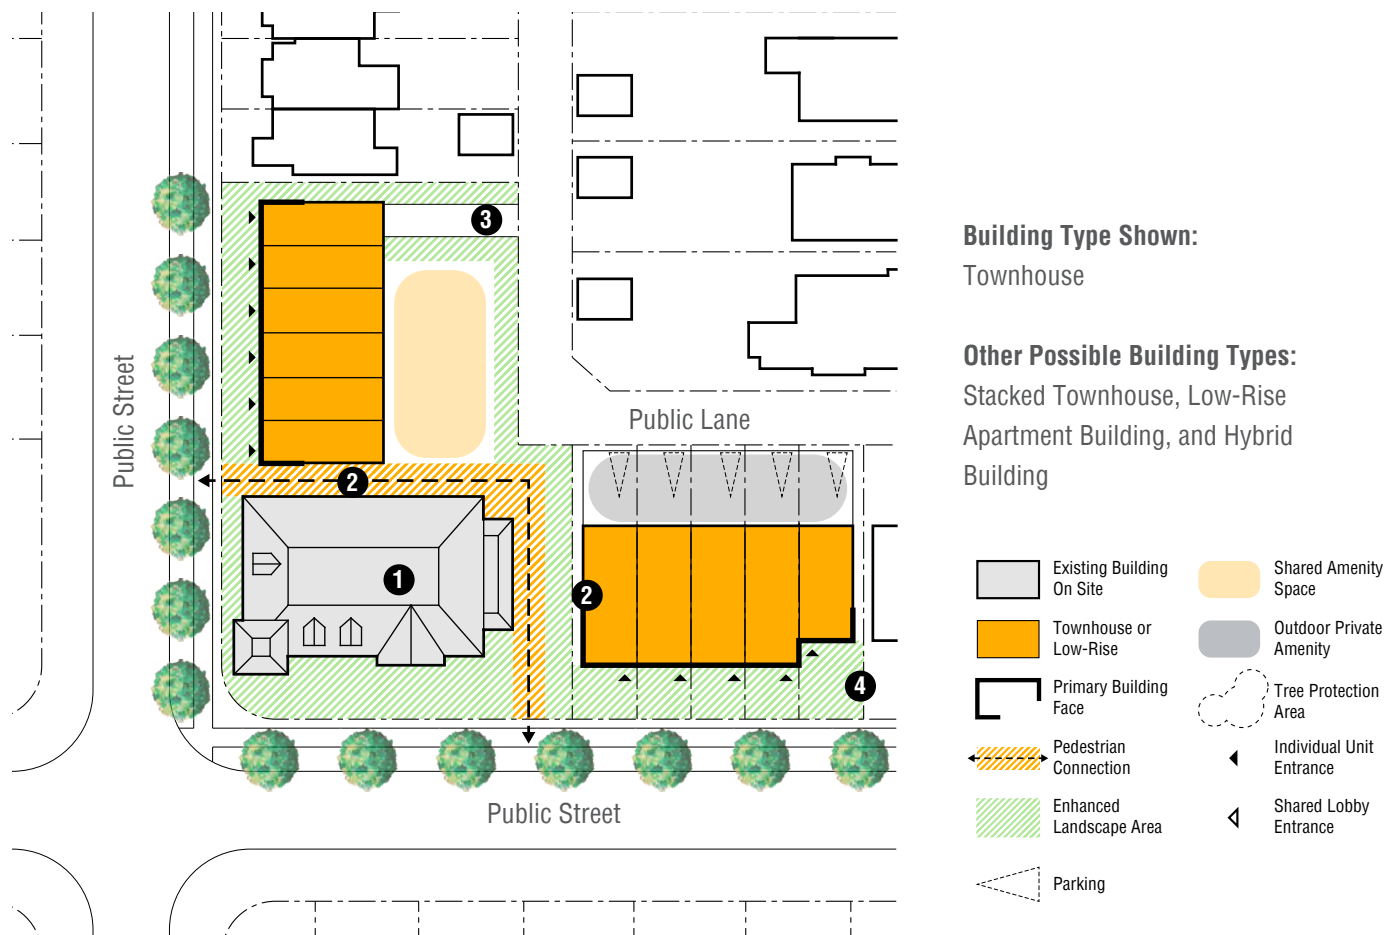 3
Public Street
Public Lane
2
1
2
4
Public Street
Building Type Shown:
Townhouse
Other Possible Building Types:
Stacked Townhouse, Low-Rise
Apartment Building, and Hybrid
Building
Existing Building
On Site
Townhouse or
Low-Rise
Primary Building
Face
Pedestrian
Connection
Enhanced
Landscape Area
Parking
Shared Amenity
Space
Outdoor Private
Amenity
Tree Protection
Area
Individual Unit
Entrance
Shared Lobby
Entrance